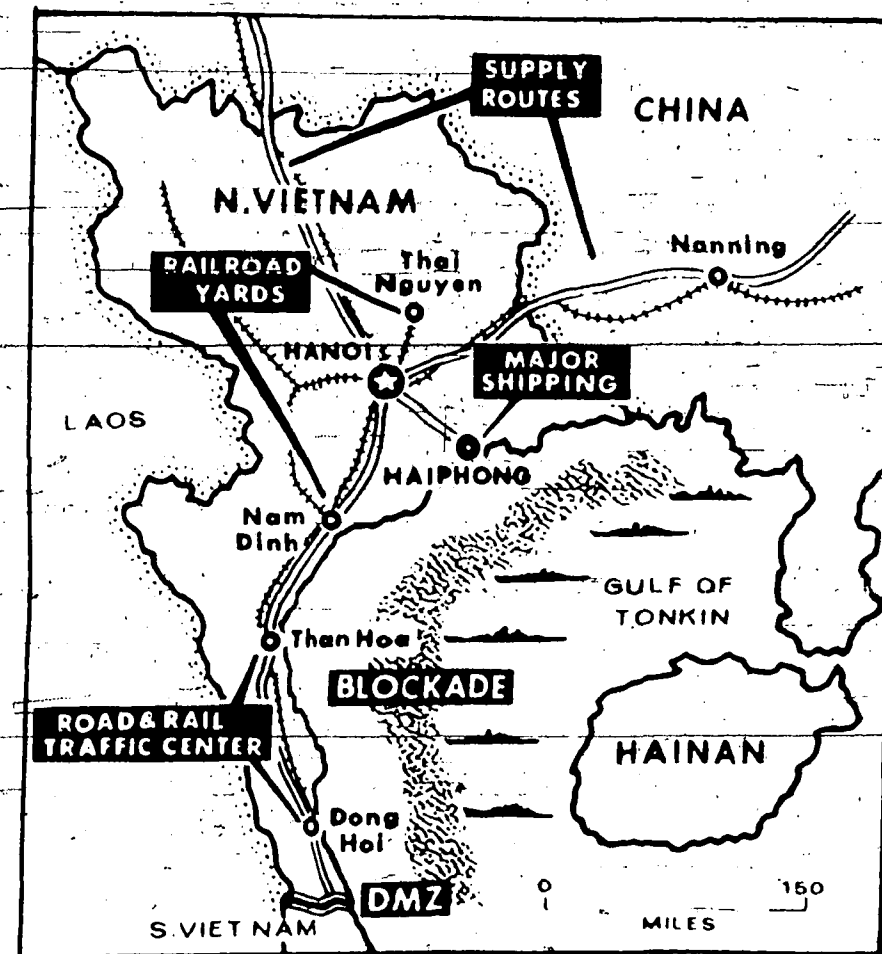 SUPPLY
ROUTES
CHINA
N.VIETNAM
Nanning
RAILROAD
YARDS
Thai
Nguyen
HANOI
MAJOR
SHIPPING
LAOS
HAIPHONG
Nam
Dinh
GULF OF
TONKIN
Than Hoa
BLOCKADE
ROAD & RAIL
TRAFFIC CENTER
HAINAN
Dong
Hoi
DMZ
0 150
MILES
S.VIET NAM